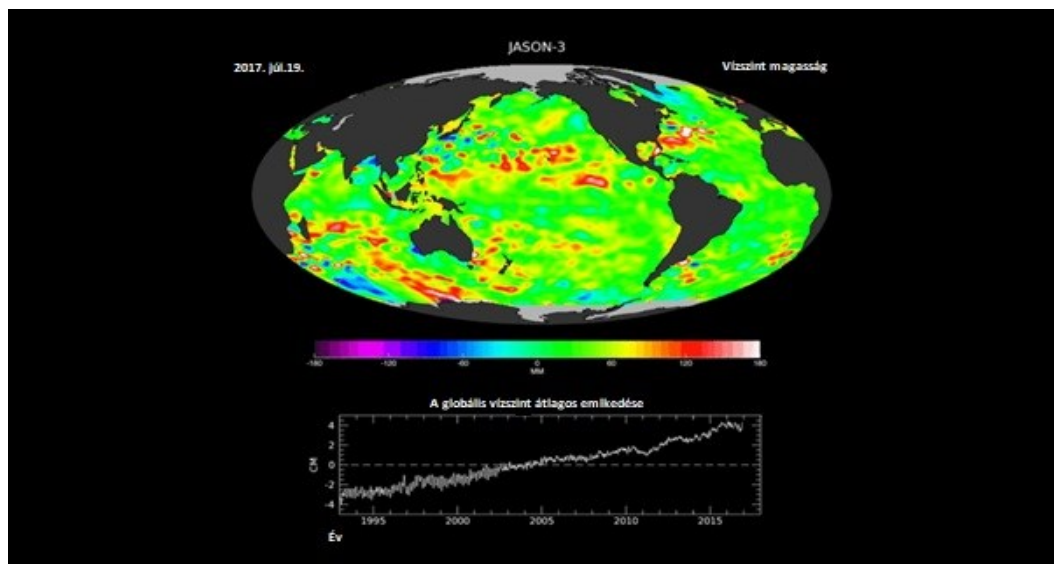 JASON-3
2017. júl.19.
Vízszint magasság
-180 -120 -60 0 60 120 180
MM
A globális vízszint átlagos emlkedése
4
2
0
-2
-4
CM
1995 2000 2005 2010 2015
Év